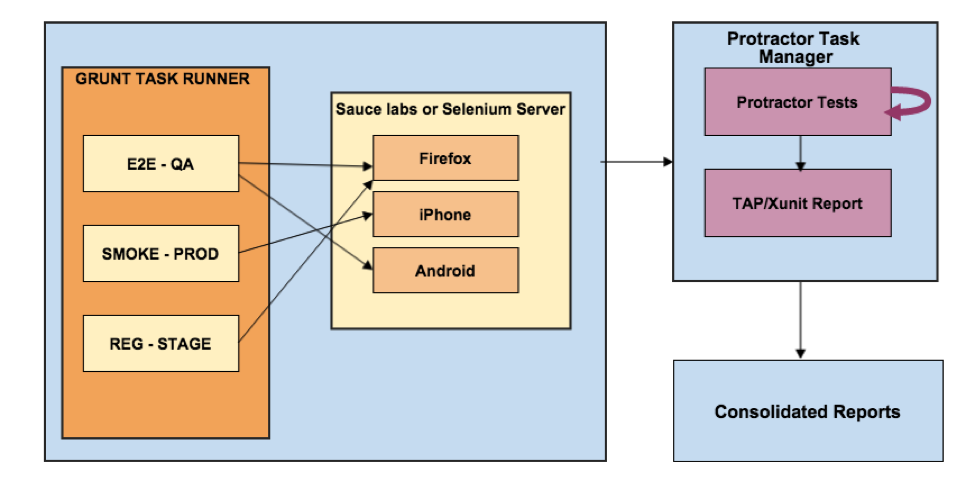 GRUNT TASK RUNNER
E2E - QA
SMOKE - PROD
REG - STAGE
Sauce labs or Selenium Server
Firefox
iPhone
Android
Protractor Task
Manager
Protractor Tests
TAP/Xunit Report
Consolidated Reports